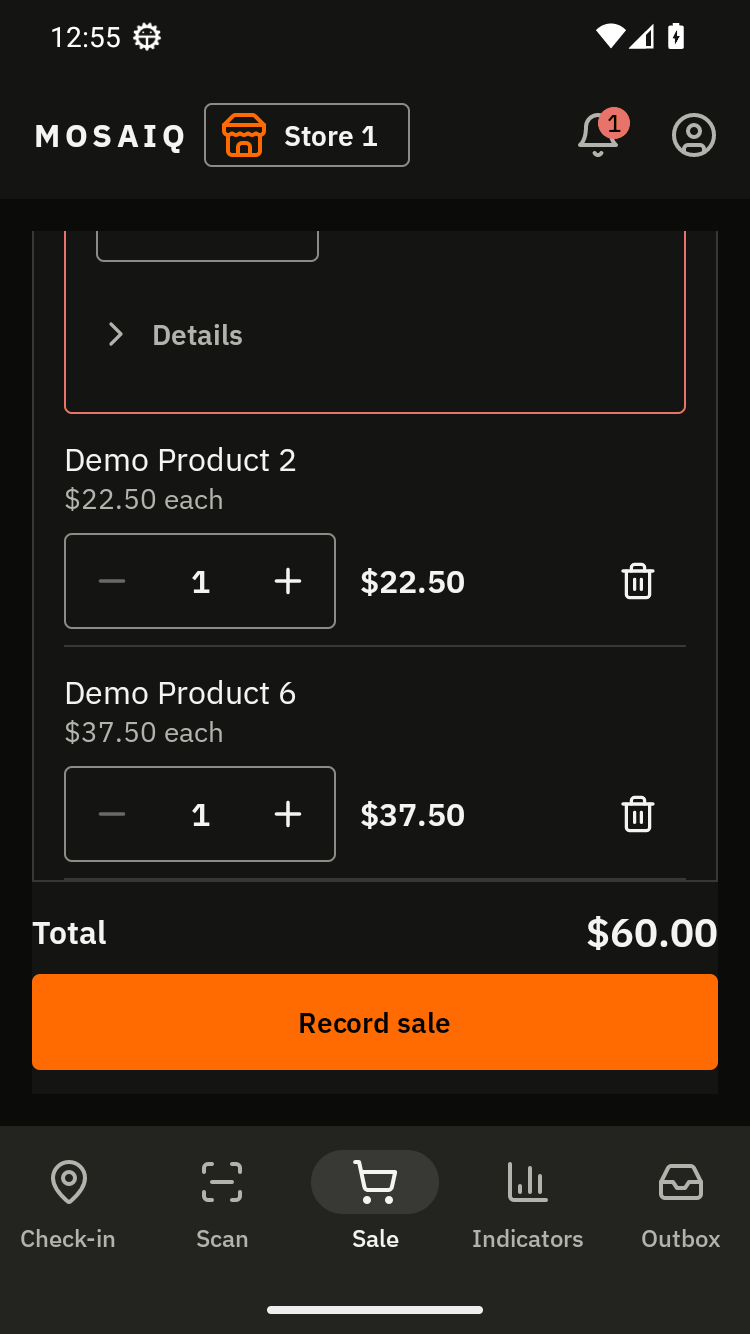 12:55
MOSAIQ
Store 1
1
Details
Demo Product 2
$22.50 each
1
$22.50
Demo Product 6
$37.50 each
1
$37.50
Total
$60.00
Record sale
Check-in
Scan
Sale
Indicators
Outbox